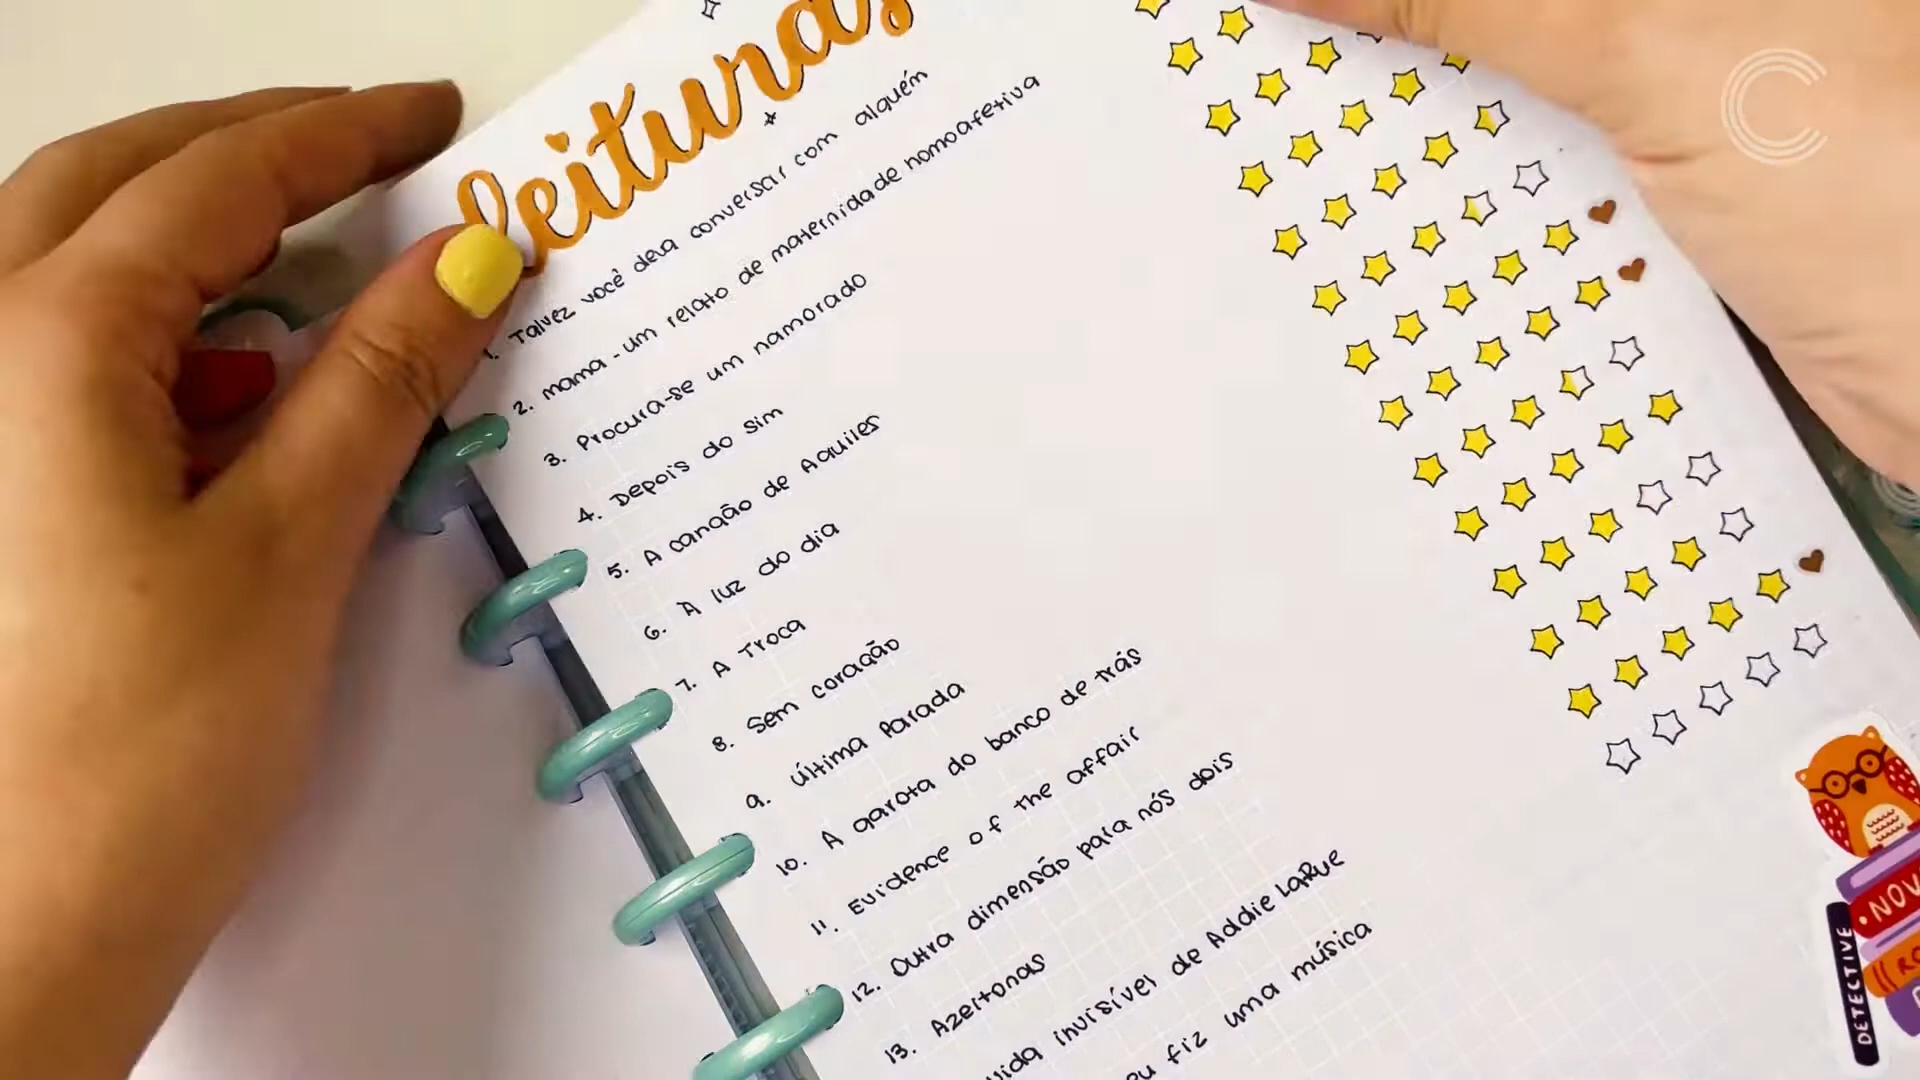 Leituras
1. Talvez você deva conversar com alguém
2. mama - um relato de maternidade homoafetiva
3. Procura-se um namorado
4. Depois do sim
5. A canção de Aquiles
6. À luz do dia
7. A Troca
8. Sem coração
9. Última Parada
10. A garota do banco de trás
11. Evidence of the affair
12. Outra dimensão para nós dois
13. Azeitonas
vida invisível de Addie LaRue
eu fiz uma música
NOV
RO
DETECTIVE
C